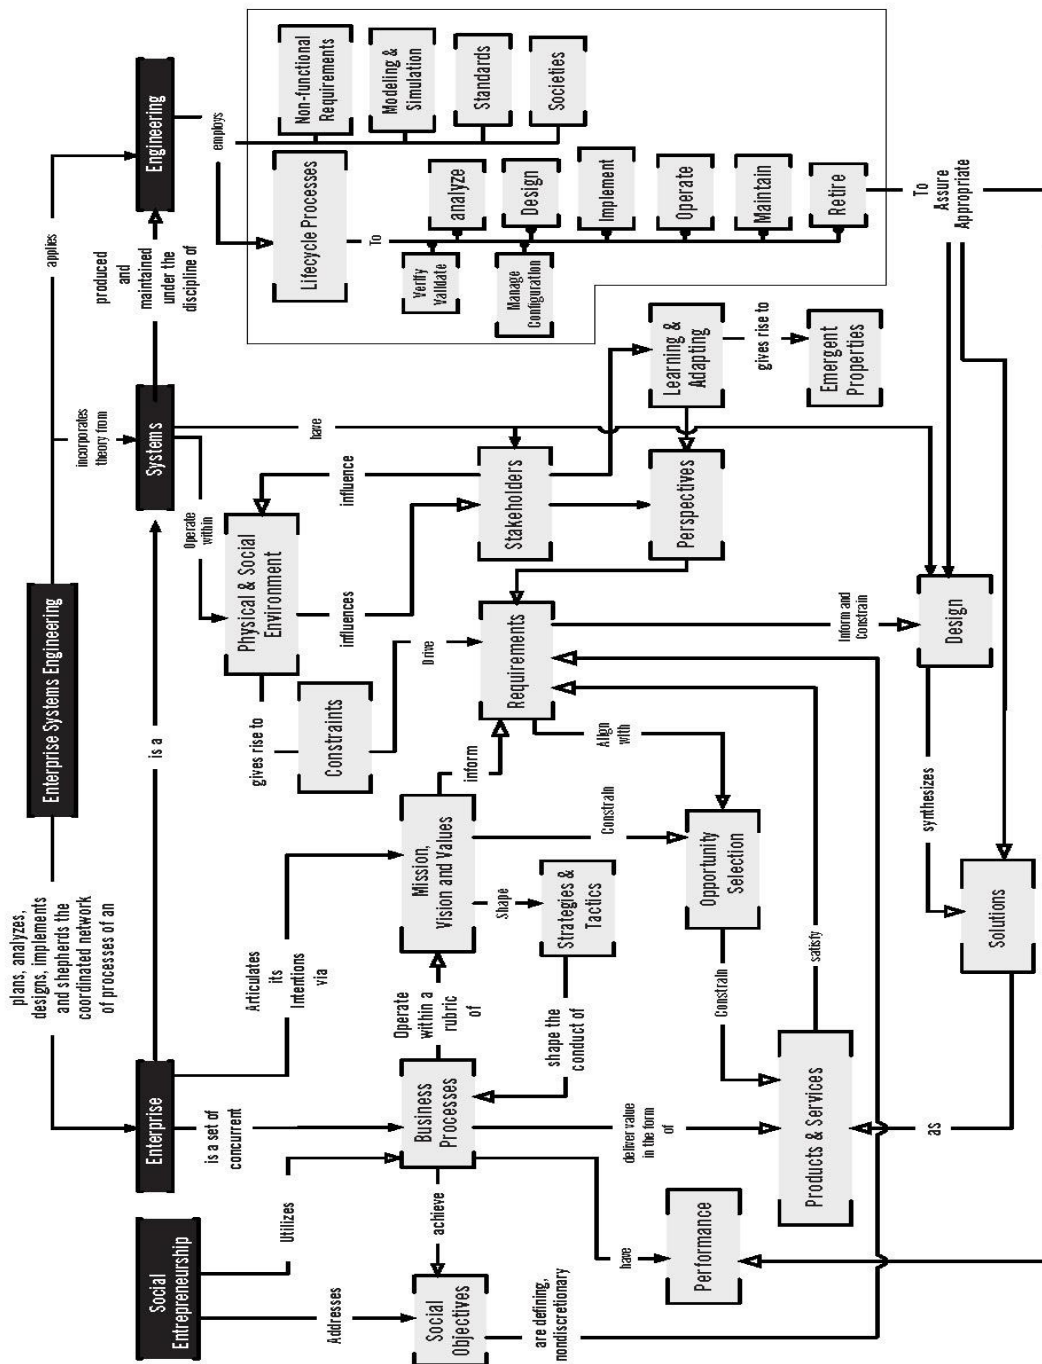 Social
Entrepreneurship
Enterprise
Enterprise Systems Engineering
Systems
Engineering
plans, analyzes,
designs, implements
and shepherds the
coordinated network
of processes of an
incorporates
theory from
applies
is a
produced
and
maintained
under the
discipline of
employs
Addresses
Utilizes
is a set of
concurrent
Articulates
its
Intentions
via
Operate
within
gives rise to
influence
influences
have
Physical & Social
Environment
Constraints
Drive
Lifecycle Processes
Non-functional
Requirements
Modeling &
Simulation
Standards
Societies
To
Verify
Validate
Manage
Configuration
analyze
Design
Implement
Operate
Maintain
Retire
To
Assure
Appropriate
Social
Objectives
achieve
Business
Processes
Operate
within a
rubric
of
Mission,
Vision and Values
inform
Requirements
Stakeholders
Perspectives
Learning &
Adapting
gives rise to
Emergent
Properties
Shape
Strategies &
Tactics
shape the
conduct of
Constrain
Align
with
Opportunity
Selection
Constrain
are defining,
nondiscretionary
have
Performance
deliver value
in the form
of
Products & Services
satisfy
Inform and
Constrain
Design
synthesizes
Solutions
as